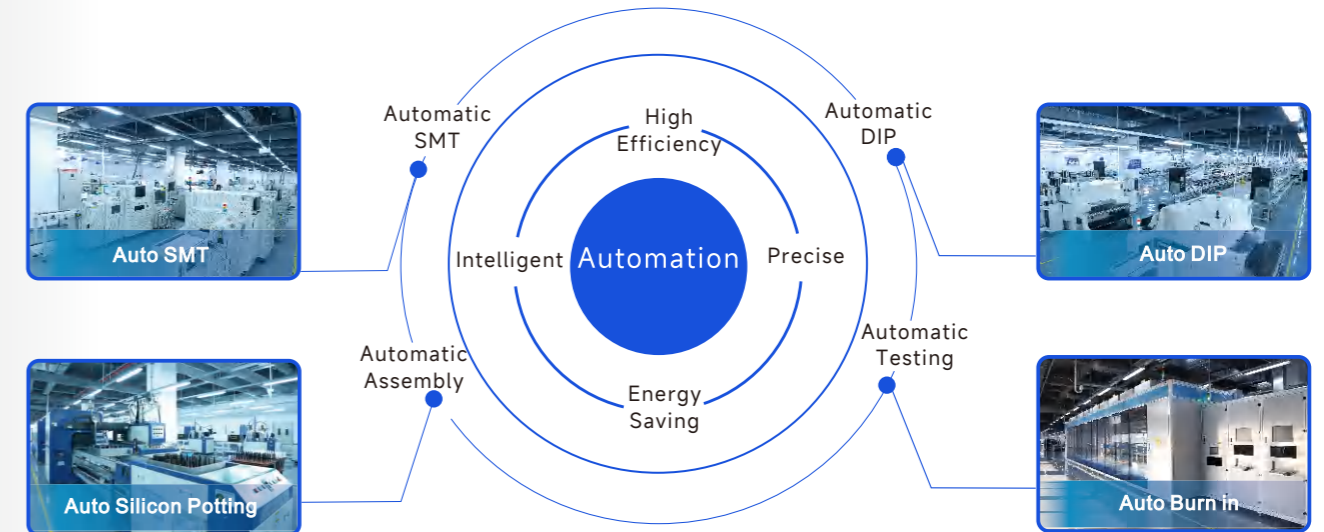 Automatic
SMT
High
Efficiency
Automatic
DIP
Auto SMT
Intelligent
Automation
Precise
Auto DIP
Automatic
Assembly
Energy
Saving
Automatic
Testing
Auto Silicon Potting
Auto Burn in